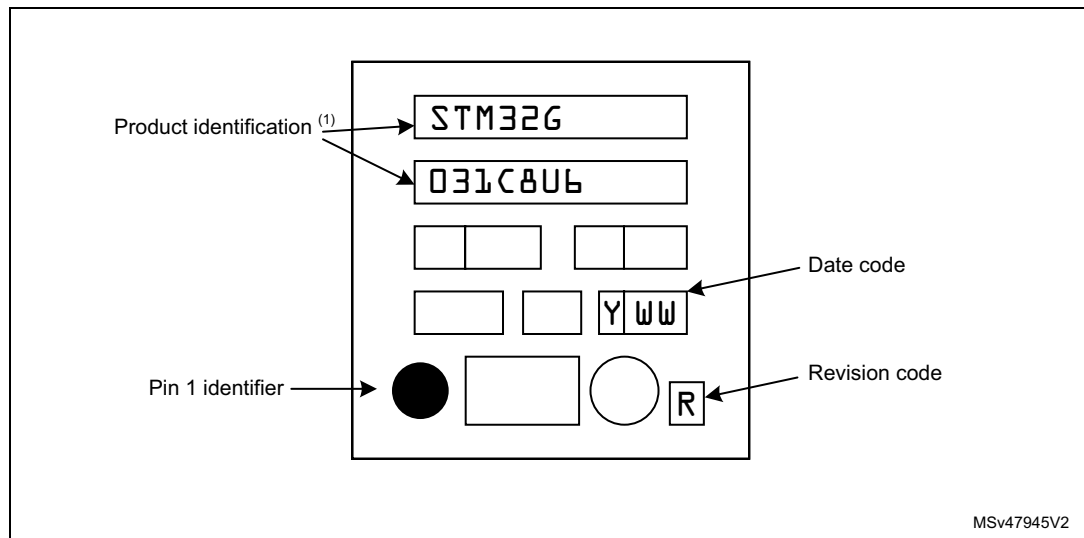 Product identification (1)
STM32G
031C8U6
Date code
Y WW
Pin 1 identifier
Revision code
R
MSv47945V2